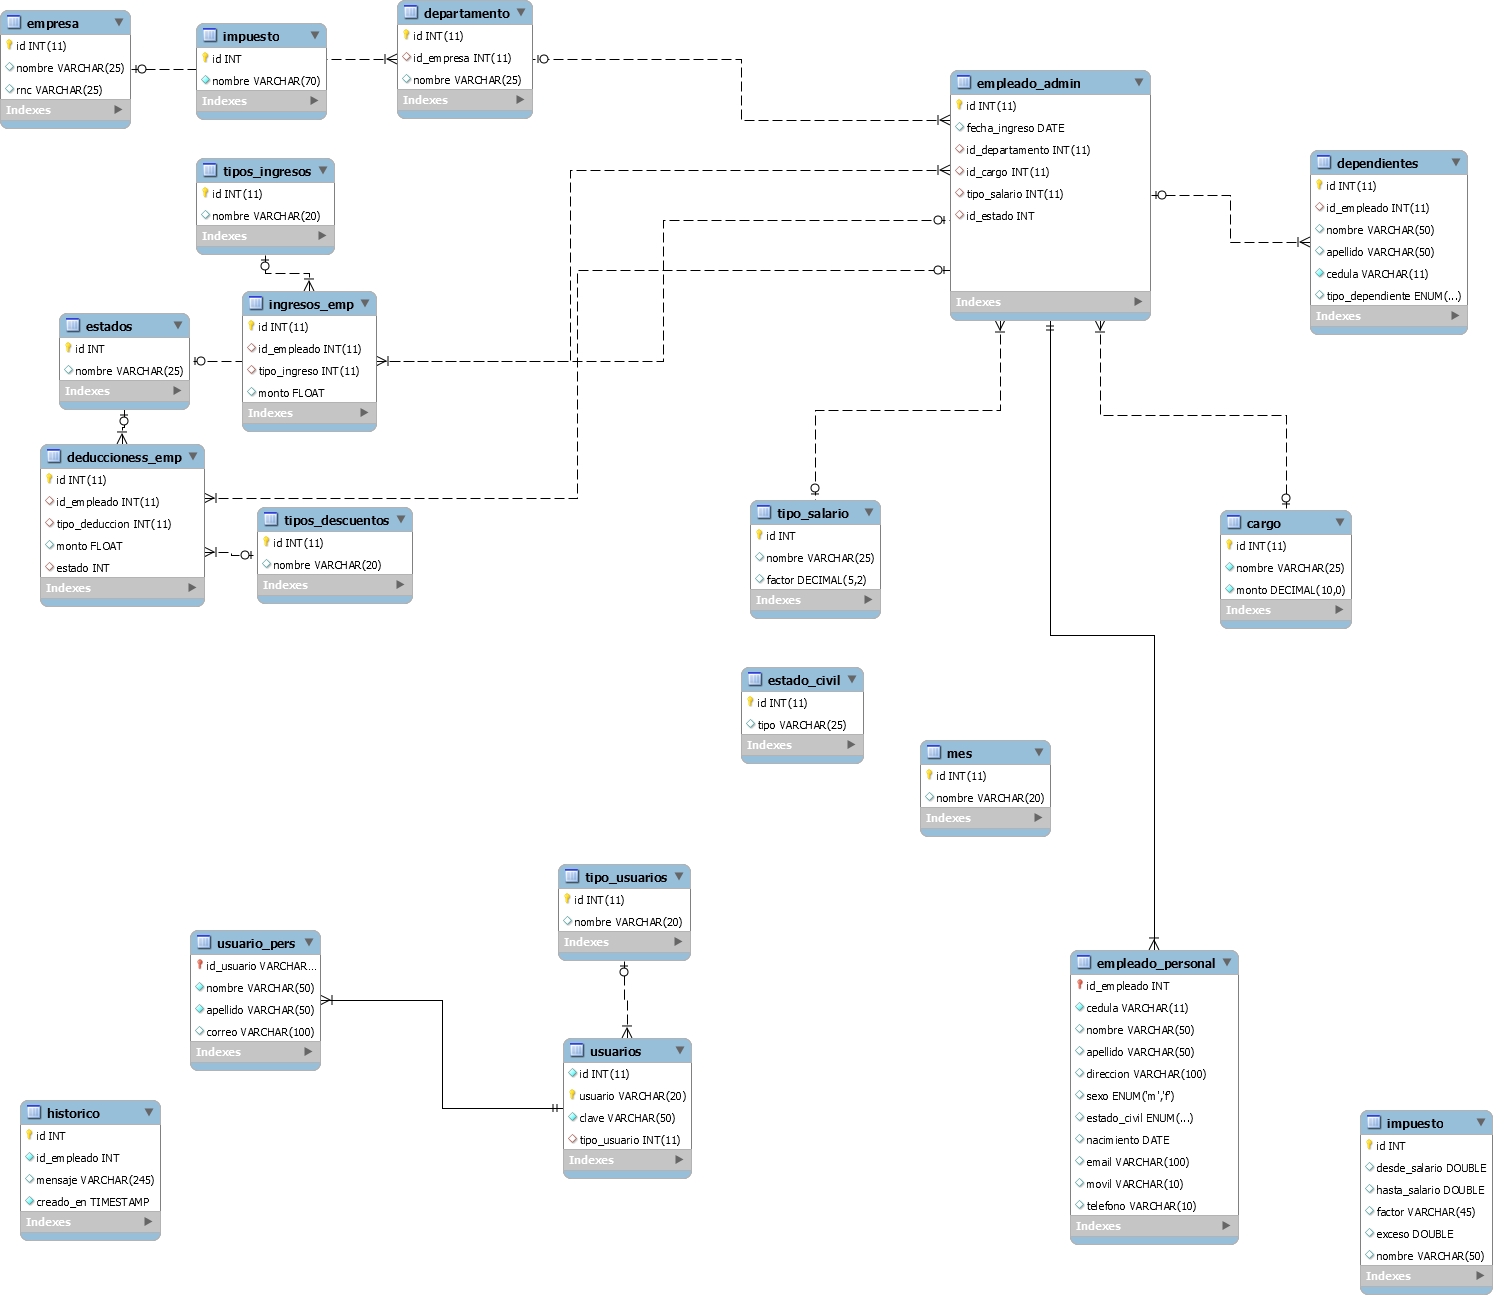 empresa
id INT(11)
nombre VARCHAR(25)
rnc VARCHAR(25)
Indexes
impuesto
id INT
nombre VARCHAR(70)
Indexes
departamento
id INT(11)
id_empresa INT(11)
nombre VARCHAR(25)
Indexes
empleado_admin
id INT(11)
fecha_ingreso DATE
id_departamento INT(11)
id_cargo INT(11)
tipo_salario INT(11)
id_estado INT
Indexes
dependientes
id INT(11)
id_empleado INT(11)
nombre VARCHAR(50)
apellido VARCHAR(50)
cedula VARCHAR(11)
tipo_dependiente ENUM(...)
Indexes
tipos_ingresos
id INT(11)
nombre VARCHAR(20)
Indexes
ingresos_emp
id INT(11)
id_empleado INT(11)
tipo_ingreso INT(11)
monto FLOAT
Indexes
estados
id INT
nombre VARCHAR(25)
Indexes
deduccioness_emp
id INT(11)
id_empleado INT(11)
tipo_deduccion INT(11)
monto FLOAT
estado INT
Indexes
tipos_descuentos
id INT(11)
nombre VARCHAR(20)
Indexes
tipo_salario
id INT
nombre VARCHAR(25)
factor DECIMAL(5,2)
Indexes
cargo
id INT(11)
nombre VARCHAR(25)
monto DECIMAL(10,0)
Indexes
estado_civil
id INT(11)
tipo VARCHAR(25)
Indexes
mes
id INT(11)
nombre VARCHAR(20)
Indexes
tipo_usuarios
id INT(11)
nombre VARCHAR(20)
Indexes
usuario_pers
id_usuario VARCHAR...
nombre VARCHAR(50)
apellido VARCHAR(50)
correo VARCHAR(100)
Indexes
usuarios
id INT(11)
usuario VARCHAR(20)
clave VARCHAR(50)
tipo_usuario INT(11)
Indexes
empleado_personal
id_empleado INT
cedula VARCHAR(11)
nombre VARCHAR(50)
apellido VARCHAR(50)
direccion VARCHAR(100)
sexo ENUM('m','f')
estado_civil ENUM(...)
nacimiento DATE
email VARCHAR(100)
movil VARCHAR(10)
telefono VARCHAR(10)
Indexes
historico
id INT
id_empleado INT
mensaje VARCHAR(245)
creado_en TIMESTAMP
Indexes
impuesto
id INT
desde_salario DOUBLE
hasta_salario DOUBLE
factor VARCHAR(45)
exceso DOUBLE
nombre VARCHAR(50)
Indexes